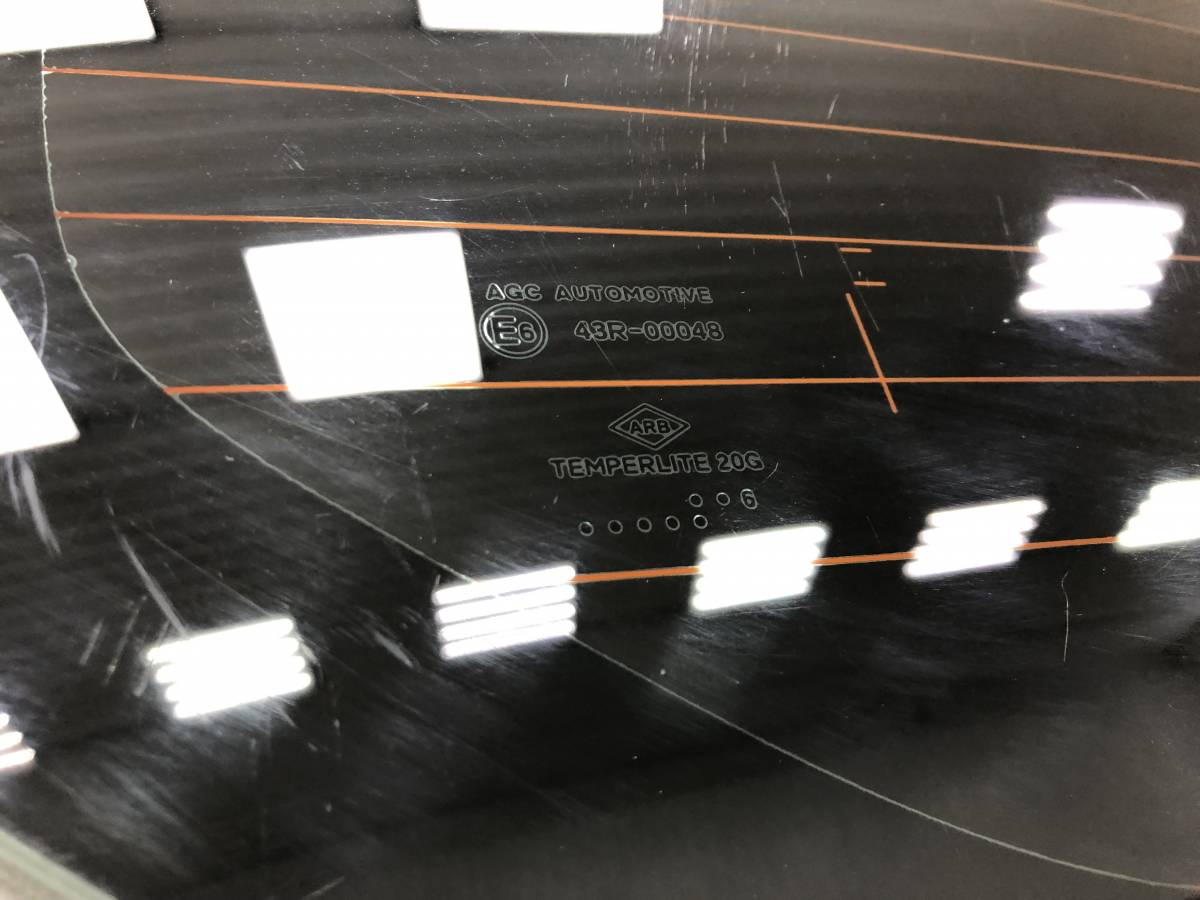 AGC AUTOMOTIVE
E6 43R-00048
ARB
TEMPERLITE 20G
○ ○ 6
○ ○ ○ ○ ○